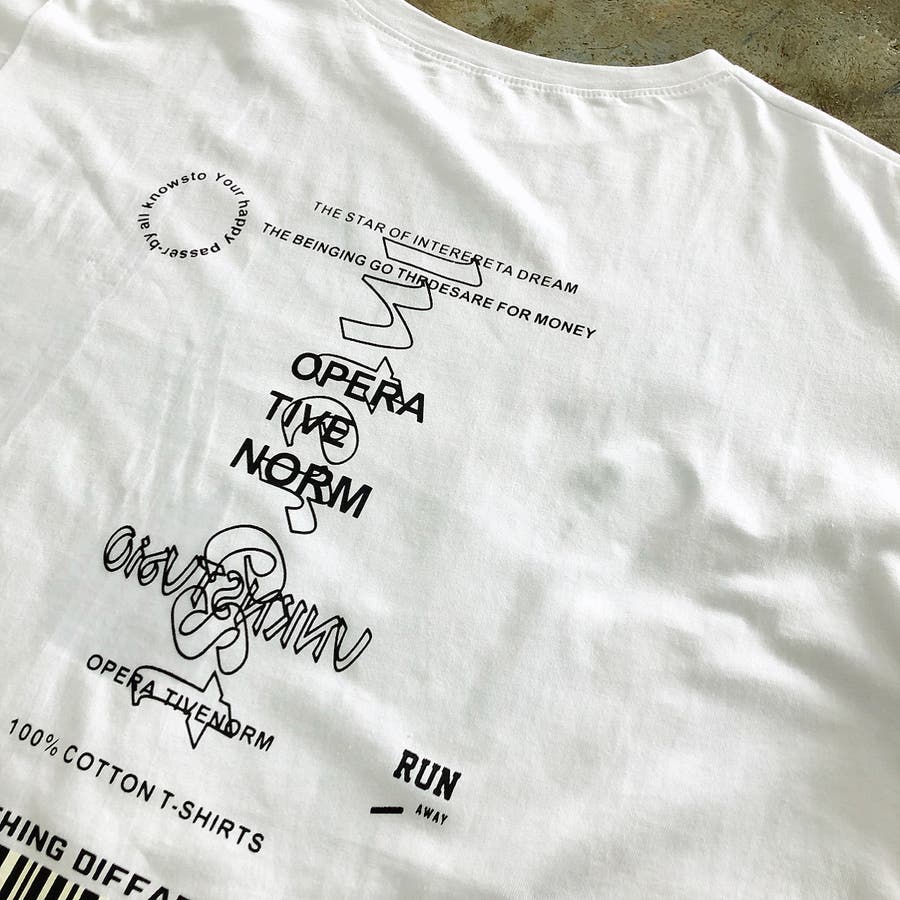 Your happy passer-by all knowsto
THE STAR OF INTERERETA DREAM
THE BEINGING GO THRDESARE FOR MONEY
OPERA
TIVE
NORM
OPERA TIVENORM
100% COTTON T-SHIRTS
RUN
AWAY